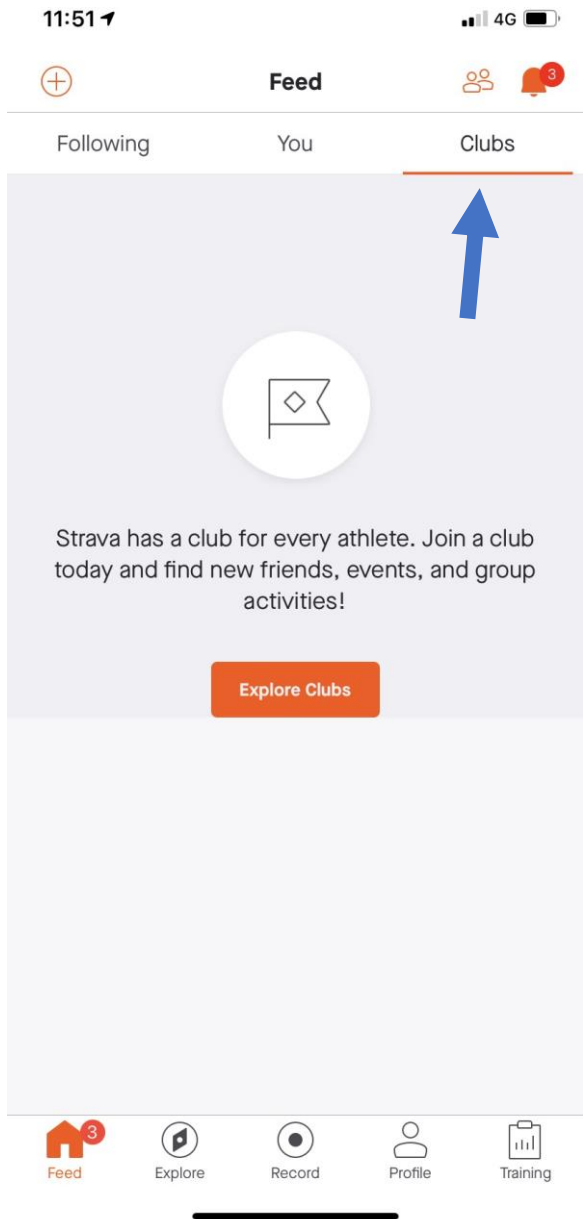 11:51 4G
Feed 3
Following You Clubs
Strava has a club for every athlete. Join a club
today and find new friends, events, and group
activities!
Explore Clubs
3
Feed Explore Record Profile Training